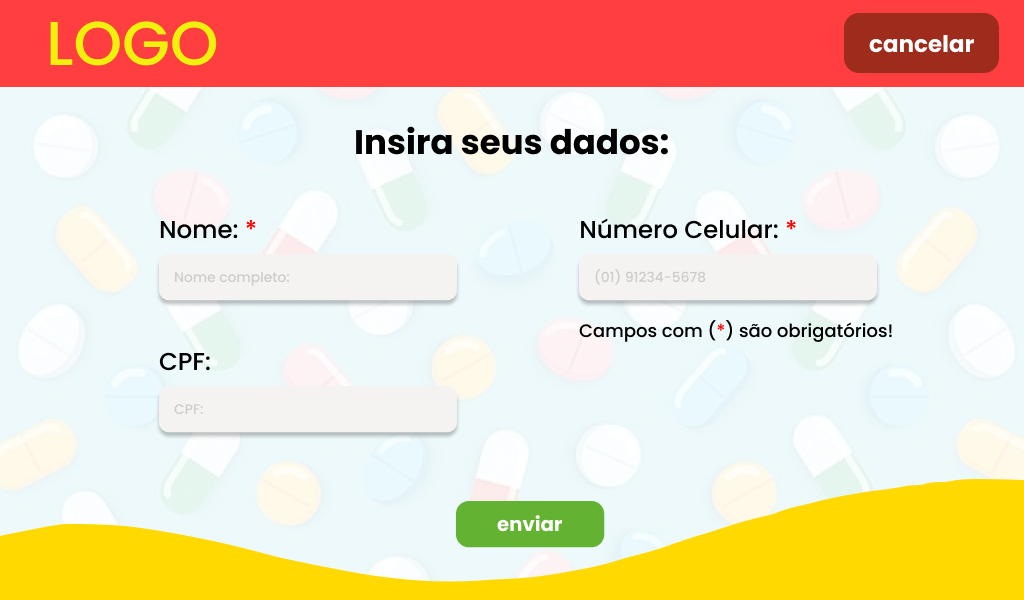 LOGO
cancelar
Insira seus dados:
Nome: *
Nome completo:
Número Celular: *
(01) 91234-5678
Campos com (*) são obrigatórios!
CPF:
CPF:
enviar